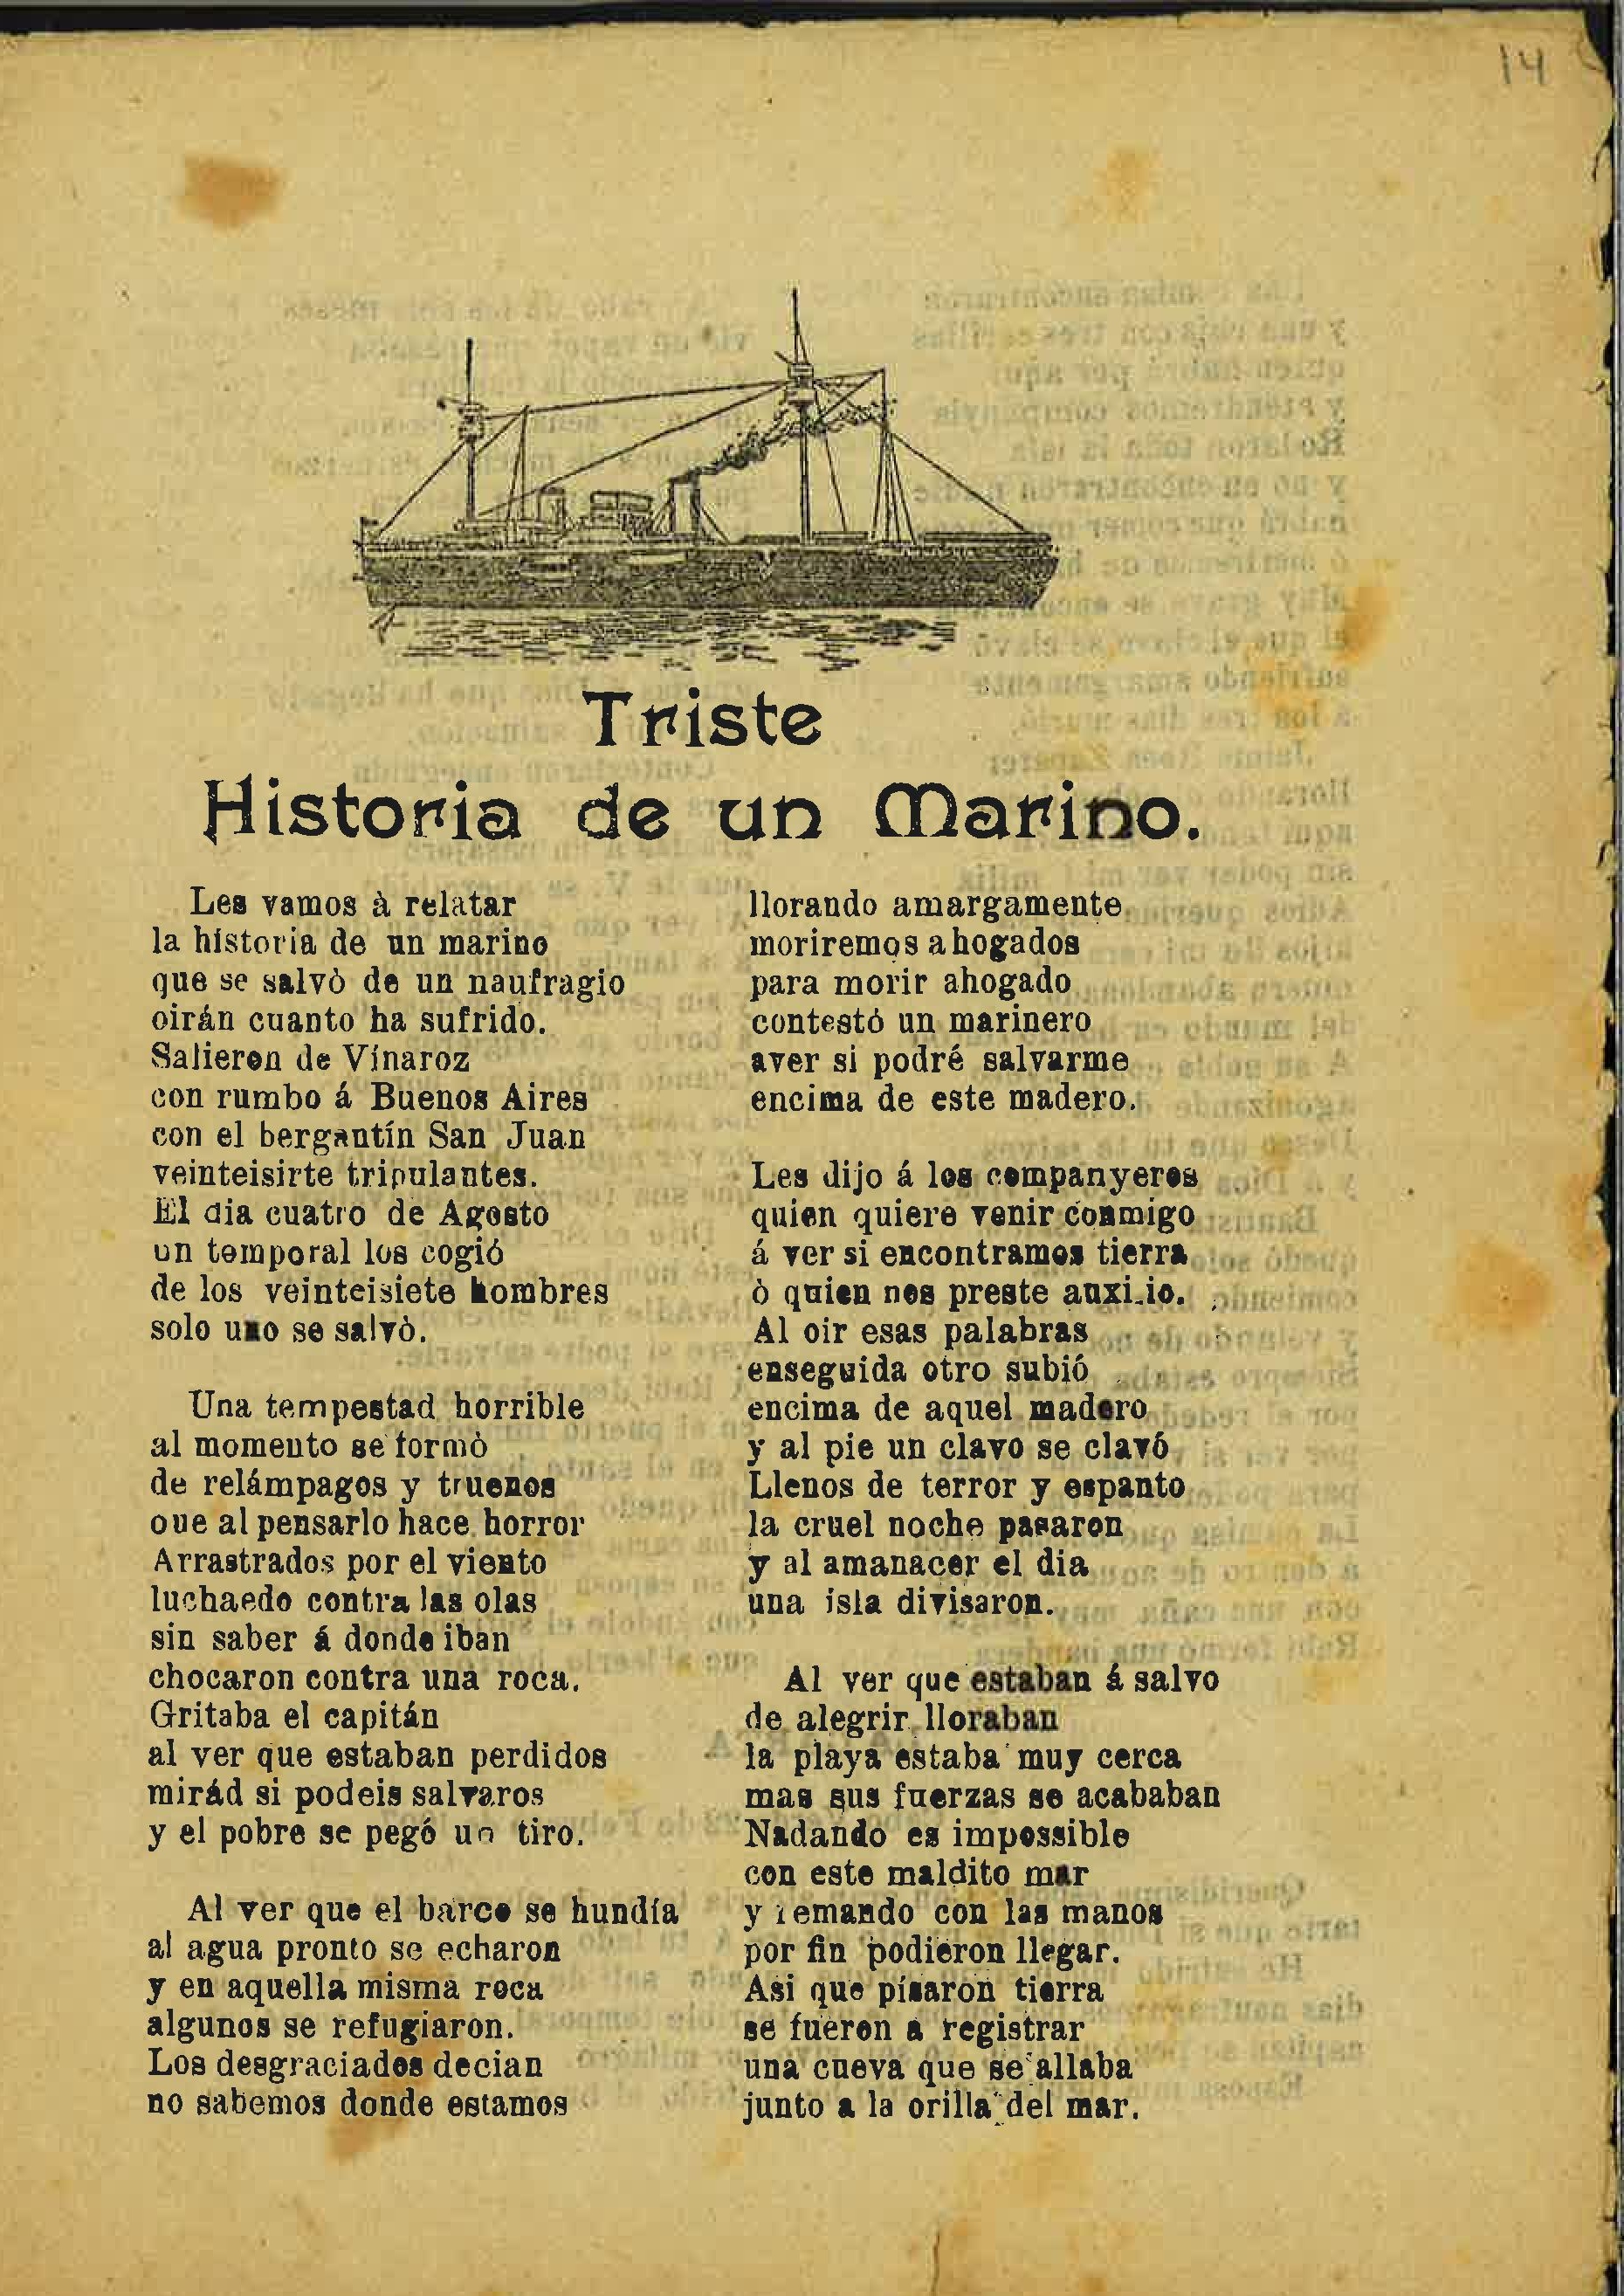 14
Triste
Historia de un Marino.
Les vamos à relatar
la historia de un marino
que se salvò de un naufragio
oirán cuanto ha sufrido.
Salieron de Vínaroz
con rumbo á Buenos Aires
con el bergantín San Juan
veinteisirte tripulantes.
El dia cuatro de Agosto
un temporal los cogió
de los veinteisiete hombres
solo uno se salvò.
Una tempestad horrible
al momento se formò
de relámpagos y truenos
oue al pensarlo hace horror
Arrastrados por el viento
luchaedo contra las olas
sin saber á donde iban
chocaron contra una roca.
Gritaba el capitán
al ver que estaban perdidos
mirád si podeis salvaros
y el pobre se pegó un tiro.
Al ver que el barco se hundía
al agua pronto se echaron
y en aquella misma roca
algunos se refugiaron.
Los desgraciados decian
no sabemos donde estamos
llorando amargamente
moriremos ahogados
para morir ahogado
contestó un marinero
aver si podré salvarme
encima de este madero.
Les dijo á los companyeros
quien quiere venir conmigo
á ver si encontramos tierra
ò quien nos preste auxi.io.
Al oir esas palabras
enseguida otro subió
encima de aquel madero
y al pie un clavo se clavó
Llenos de terror y espanto
la cruel noche pasaron
y al amanacer el dia
una isla divisaron.
Al ver que estaban á salvo
de alegrir lloraban
la playa estaba muy cerca
mas sus fuerzas se acababan
Nadando es impossible
con este maldito mar
y remando con las manos
por fin podieron llegar.
Asi que písaron tierra
se fueron a registrar
una cueva que se allaba
junto a la orilla del mar.